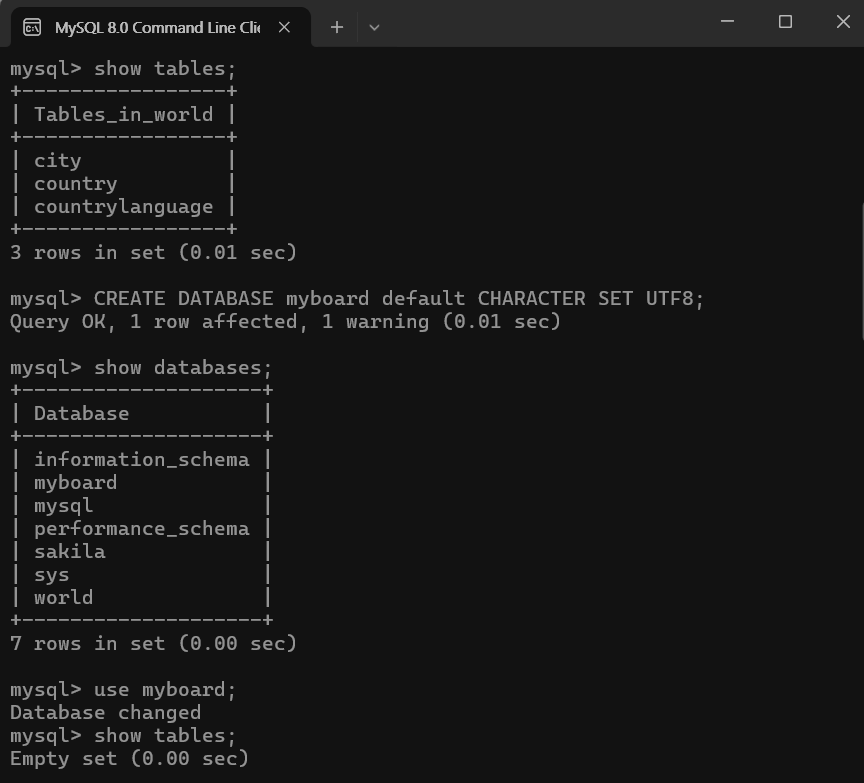 MySQL 8.0 Command Line Clie
mysql> show tables;
+-----------------+
| Tables_in_world |
+-----------------+
| city            |
| country         |
| countrylanguage |
+-----------------+
3 rows in set (0.01 sec)
mysql> CREATE DATABASE myboard default CHARACTER SET UTF8;
Query OK, 1 row affected, 1 warning (0.01 sec)
mysql> show databases;
+--------------------+
| Database           |
+--------------------+
| information_schema |
| myboard            |
| mysql              |
| performance_schema |
| sakila             |
| sys                |
| world              |
+--------------------+
7 rows in set (0.00 sec)
mysql> use myboard;
Database changed
mysql> show tables;
Empty set (0.00 sec)